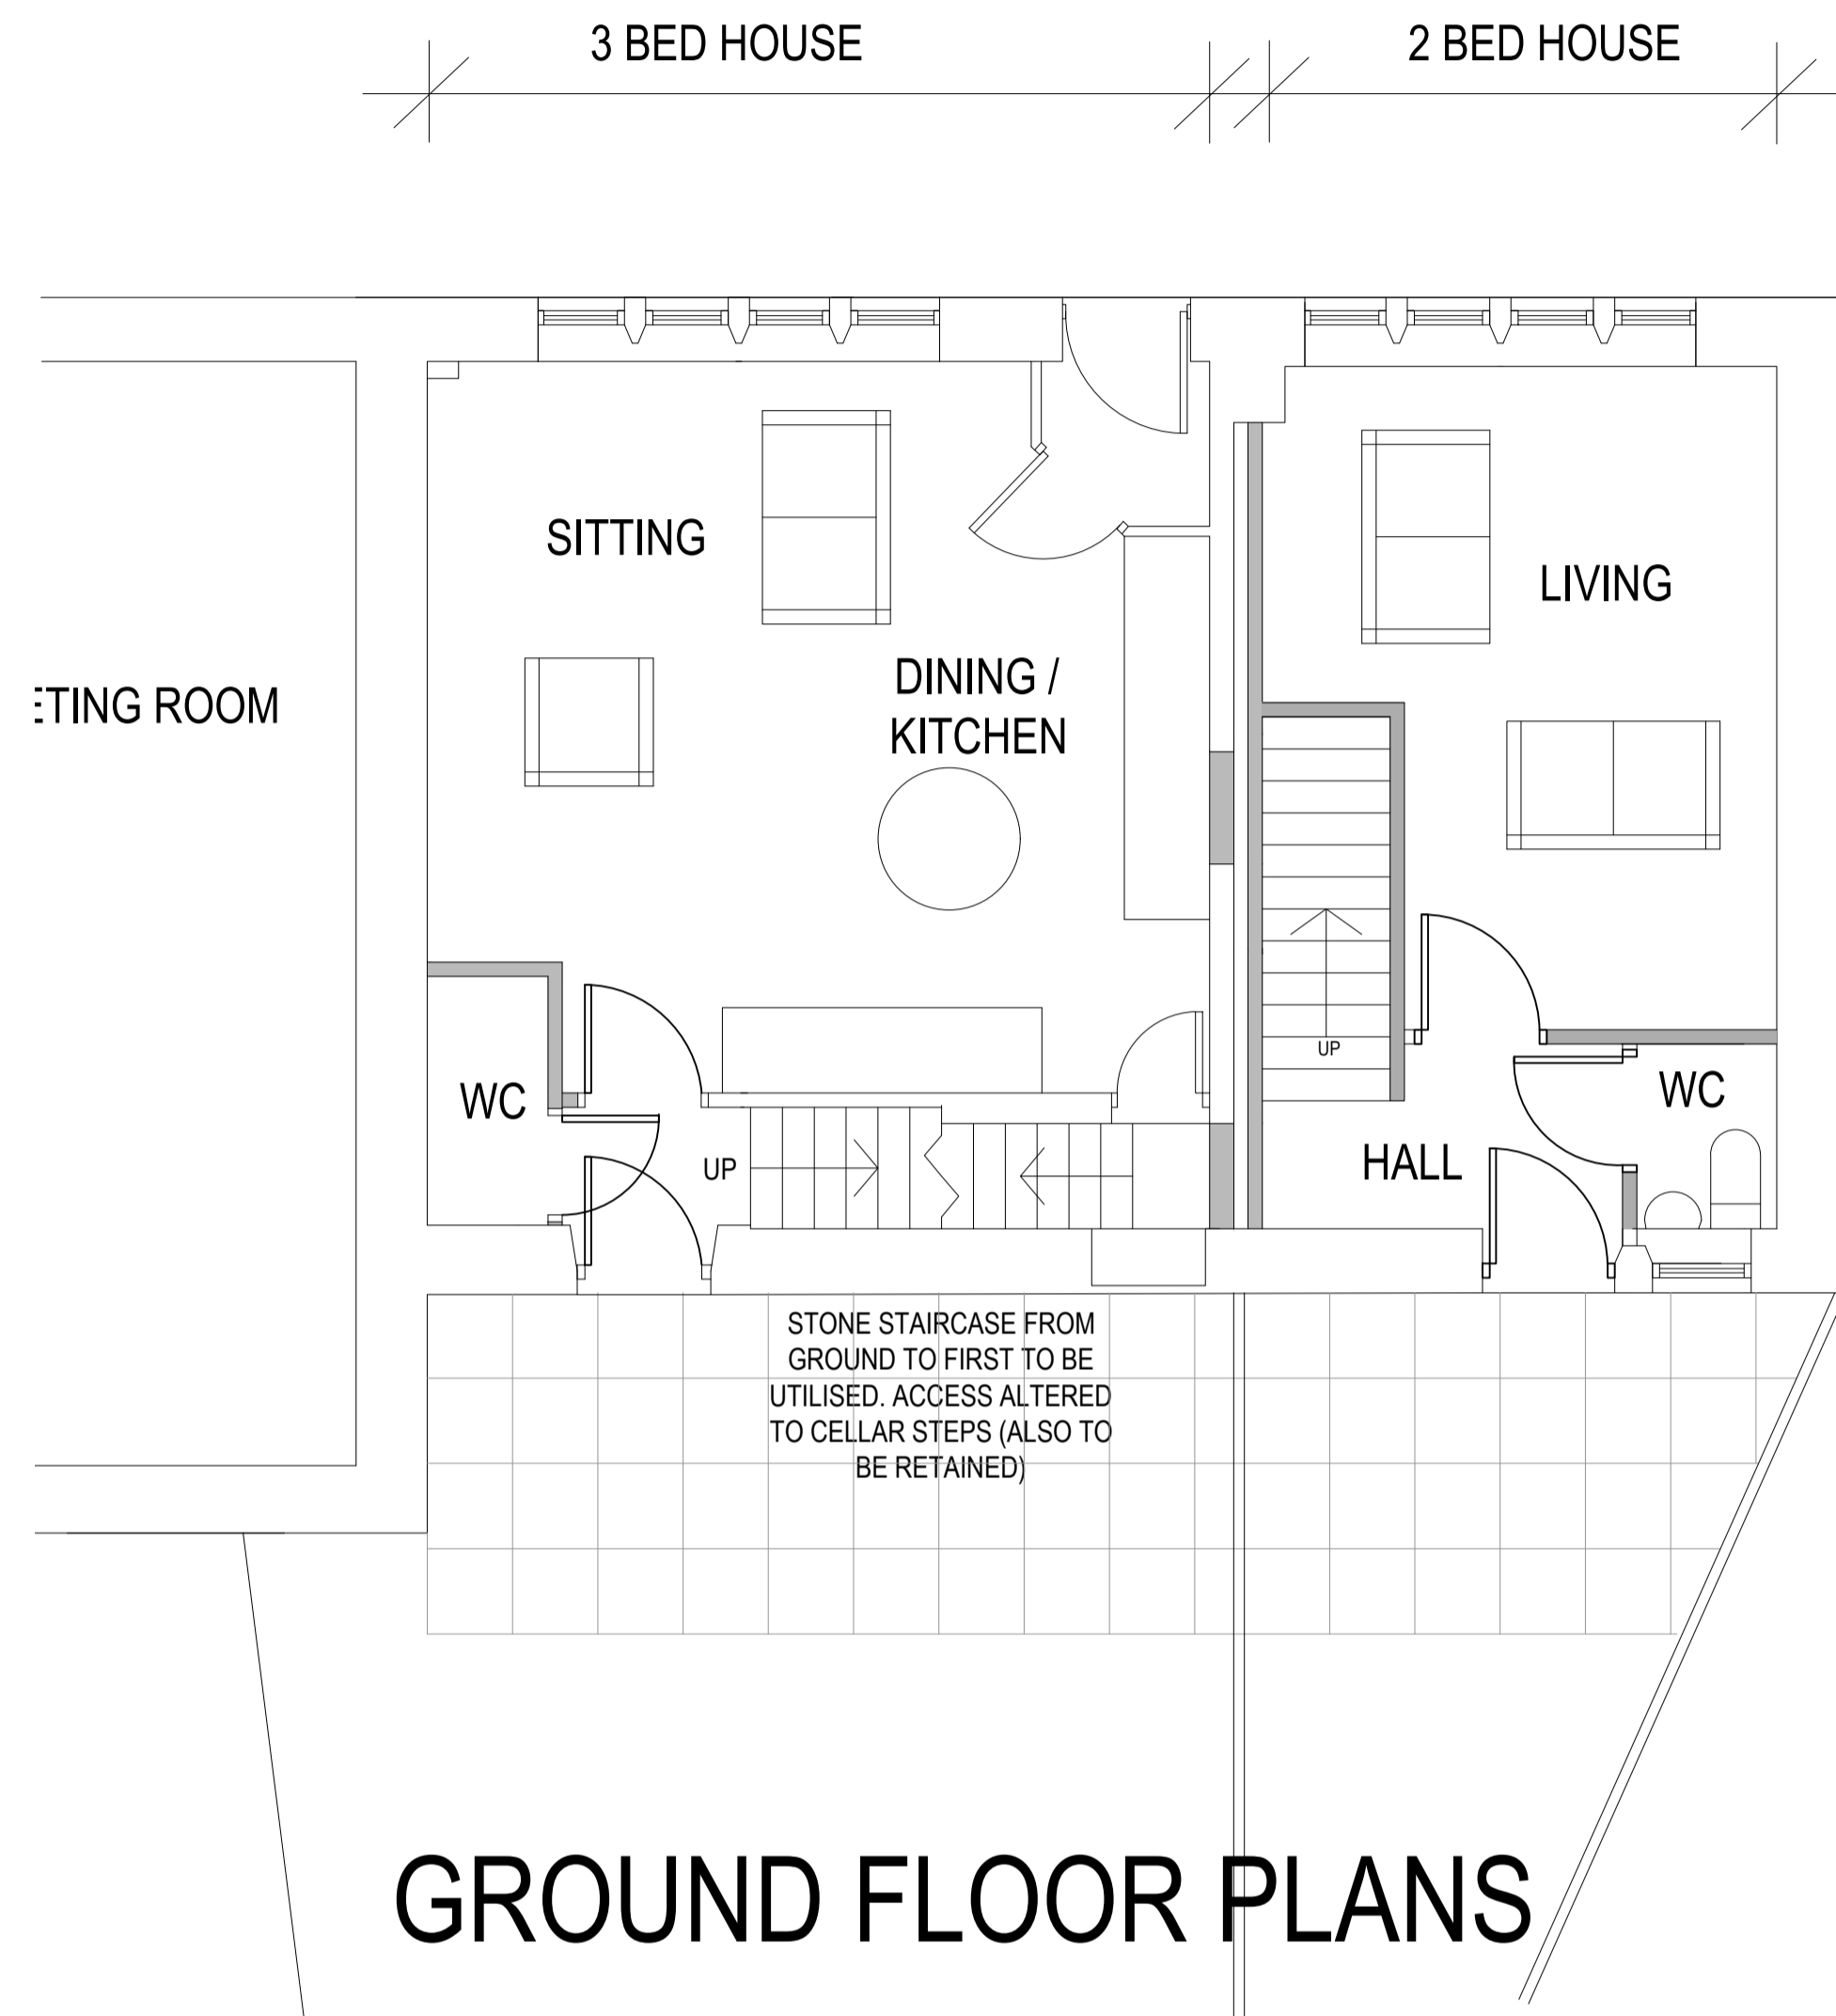 3 BED HOUSE
2 BED HOUSE
SITTING
LIVING
DINING /
KITCHEN
ROOM
UP
WC
WC
UP
HALL
STONE STAIRCASE FROM
GROUND TO FIRST TO BE
UTILISED. ACCESS ALTERED
TO CELLAR STEPS (ALSO TO
BE RETAINED)
GROUND FLOOR PLANS